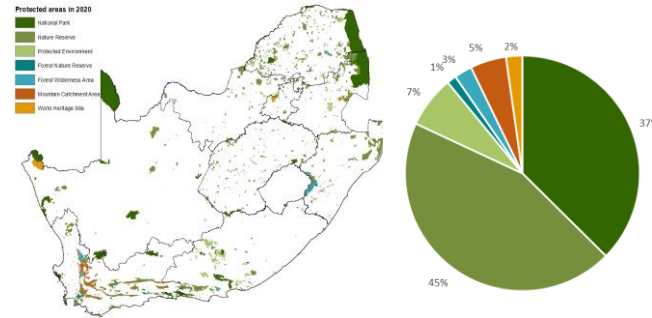 Protected areas in 2020
National Park
Nature Reserve
Protected Environment
Forest Nature Reserve
Forest Wilderness Area
Mountain Catchment Area
World Heritage Site
37%
45%
7%
1%
3%
5%
2%